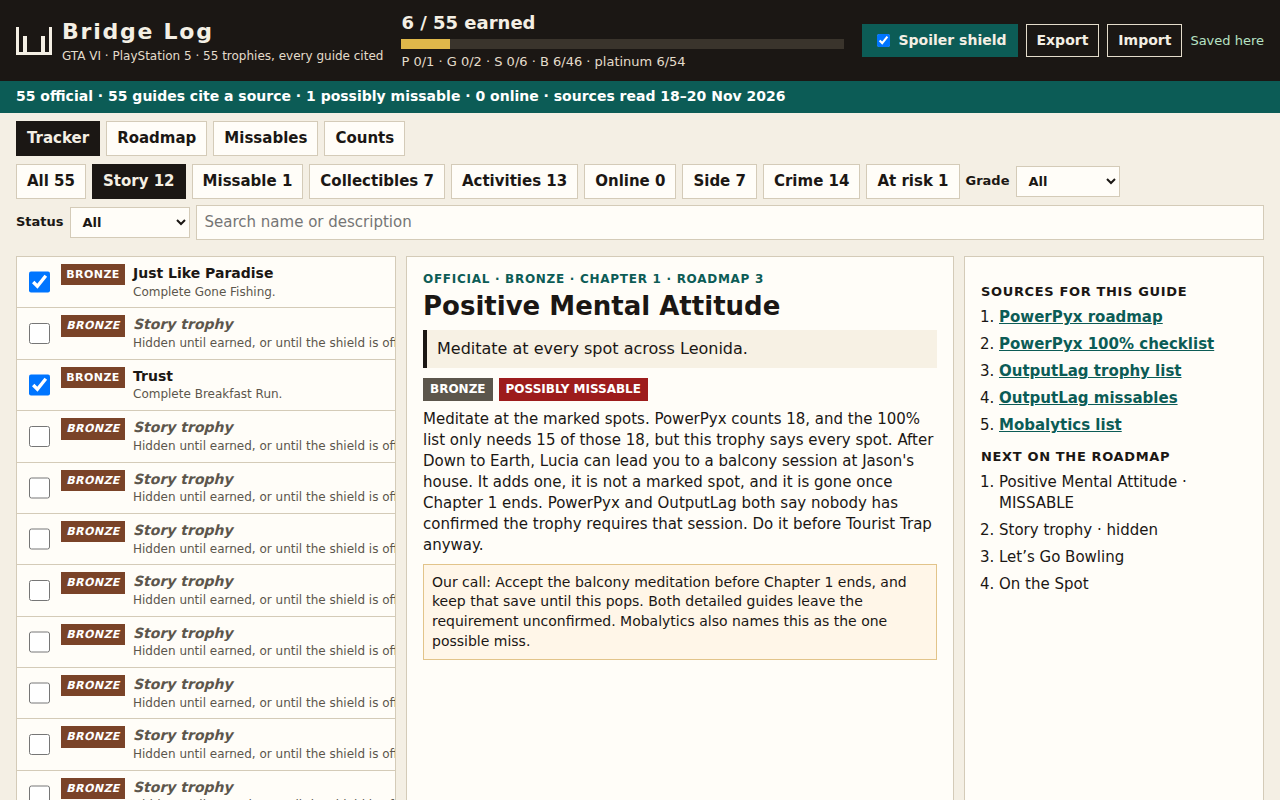 Bridge Log
GTA VI · PlayStation 5 · 55 trophies, every guide cited
6 / 55 earned
P 0/1 · G 0/2 · S 0/6 · B 6/46 · platinum 6/54
Spoiler shield
Export
Import
Saved here
55 official · 55 guides cite a source · 1 possibly missable · 0 online · sources read 18–20 Nov 2026
Tracker
Roadmap
Missables
Counts
All 55
Story 12
Missable 1
Collectibles 7
Activities 13
Online 0
Side 7
Crime 14
At risk 1
Grade
All
Status
All
Search name or description
BRONZE
Just Like Paradise
Complete Gone Fishing.
BRONZE
Story trophy
Hidden until earned, or until the shield is of
BRONZE
Trust
Complete Breakfast Run.
BRONZE
Story trophy
Hidden until earned, or until the shield is of
BRONZE
Story trophy
Hidden until earned, or until the shield is of
BRONZE
Story trophy
Hidden until earned, or until the shield is of
BRONZE
Story trophy
Hidden until earned, or until the shield is of
BRONZE
Story trophy
Hidden until earned, or until the shield is of
BRONZE
Story trophy
Hidden until earned, or until the shield is of
BRONZE
Story trophy
Hidden until earned, or until the shield is of
BRONZE
Story trophy
OFFICIAL · BRONZE · CHAPTER 1 · ROADMAP 3
Positive Mental Attitude
Meditate at every spot across Leonida.
BRONZE
POSSIBLY MISSABLE
Meditate at the marked spots. PowerPyx counts 18, and the 100%
list only needs 15 of those 18, but this trophy says every spot. After
Down to Earth, Lucia can lead you to a balcony session at Jason's
house. It adds one, it is not a marked spot, and it is gone once
Chapter 1 ends. PowerPyx and OutputLag both say nobody has
confirmed the trophy requires that session. Do it before Tourist Trap
anyway.
Our call: Accept the balcony meditation before Chapter 1 ends, and
keep that save until this pops. Both detailed guides leave the
requirement unconfirmed. Mobalytics also names this as the one
possible miss.
SOURCES FOR THIS GUIDE
1. PowerPyx roadmap
2. PowerPyx 100% checklist
3. OutputLag trophy list
4. OutputLag missables
5. Mobalytics list
NEXT ON THE ROADMAP
1. Positive Mental Attitude ·
MISSABLE
2. Story trophy · hidden
3. Let’s Go Bowling
4. On the Spot